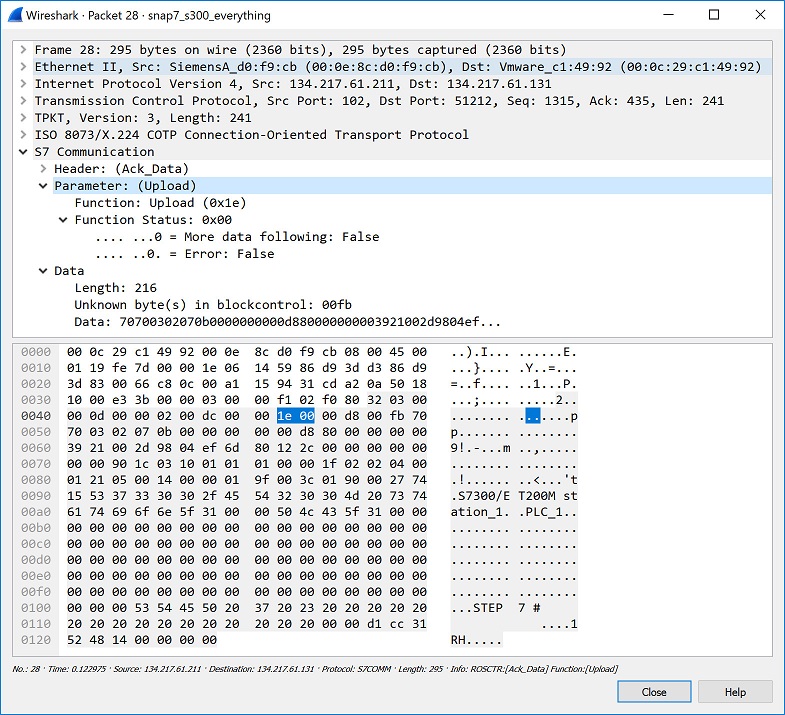 Wireshark · Packet 28 · snap7_s300_everything
Frame 28: 295 bytes on wire (2360 bits), 295 bytes captured (2360 bits)
Ethernet II, Src: SiemensA_d0:f9:cb (00:0e:8c:d0:f9:cb), Dst: Vmware_c1:49:92 (00:0c:29:c1:49:92)
Internet Protocol Version 4, Src: 134.217.61.211, Dst: 134.217.61.131
Transmission Control Protocol, Src Port: 102, Dst Port: 51212, Seq: 1315, Ack: 435, Len: 241
TPKT, Version: 3, Length: 241
ISO 8073/X.224 COTP Connection-Oriented Transport Protocol
S7 Communication
Header: (Ack_Data)
Parameter: (Upload)
Function: Upload (0x1e)
Function Status: 0x00
.... ...0 = More data following: False
.... ..0. = Error: False
Data
Length: 216
Unknown byte(s) in blockcontrol: 00fb
Data: 70700302070b0000000000d880000000003921002d9804ef...
0000 00 0c 29 c1 49 92 00 0e 8c d0 f9 cb 08 00 45 00 ..).I... ......E.
0010 01 19 fe 7d 00 00 1e 06 14 59 86 d9 3d d3 86 d9 ...}.... .Y..=...
0020 3d 83 00 66 c8 0c 00 a1 15 94 31 cd a2 0a 50 18 =..f.... ..1...P.
0030 10 00 e3 3b 00 00 03 00 00 f1 02 f0 80 32 03 00 ...;.... .....2..
0040 00 0d 00 00 02 00 dc 00 00 1e 00 00 d8 00 fb 70 ........ .......p
0050 70 03 02 07 0b 00 00 00 00 00 d8 80 00 00 00 00 p....... ........
0060 39 21 00 2d 98 04 ef 6d 80 12 2c 00 00 00 00 00 9!.-...m ..,.....
0070 00 00 90 1c 03 10 01 01 01 00 00 1f 02 02 04 00 ........ ........
0080 01 21 05 00 14 00 00 01 9f 00 3c 01 90 00 27 74 .!...... ..<...'t
0090 15 53 37 33 30 30 2f 45 54 32 30 30 4d 20 73 74 .S7300/E T200M st
00a0 61 74 69 6f 6e 5f 31 00 00 50 4c 43 5f 31 00 00 ation_1. .PLC_1..
00b0 00 00 00 00 00 00 00 00 00 00 00 00 00 00 00 00 ........ ........
00c0 00 00 00 00 00 00 00 00 00 00 00 00 00 00 00 00 ........ ........
00d0 00 00 00 00 00 00 00 00 00 00 00 00 00 00 00 00 ........ ........
00e0 00 00 00 00 00 00 00 00 00 00 00 00 00 00 00 00 ........ ........
00f0 00 00 00 00 00 00 00 00 00 00 00 00 00 00 00 00 ........ ........
0100 00 00 00 53 54 45 50 20 37 20 23 20 20 20 20 20 ...STEP 7 #
0110 20 20 20 20 20 20 20 20 20 20 20 00 00 d1 cc 31 ....1
0120 52 48 14 00 00 00 00 RH.....
No.: 28 · Time: 0.122975 · Source: 134.217.61.211 · Destination: 134.217.61.131 · Protocol: S7COMM · Length: 295 · Info: ROSCTR:[Ack_Data] Function:[Upload]
Close Help